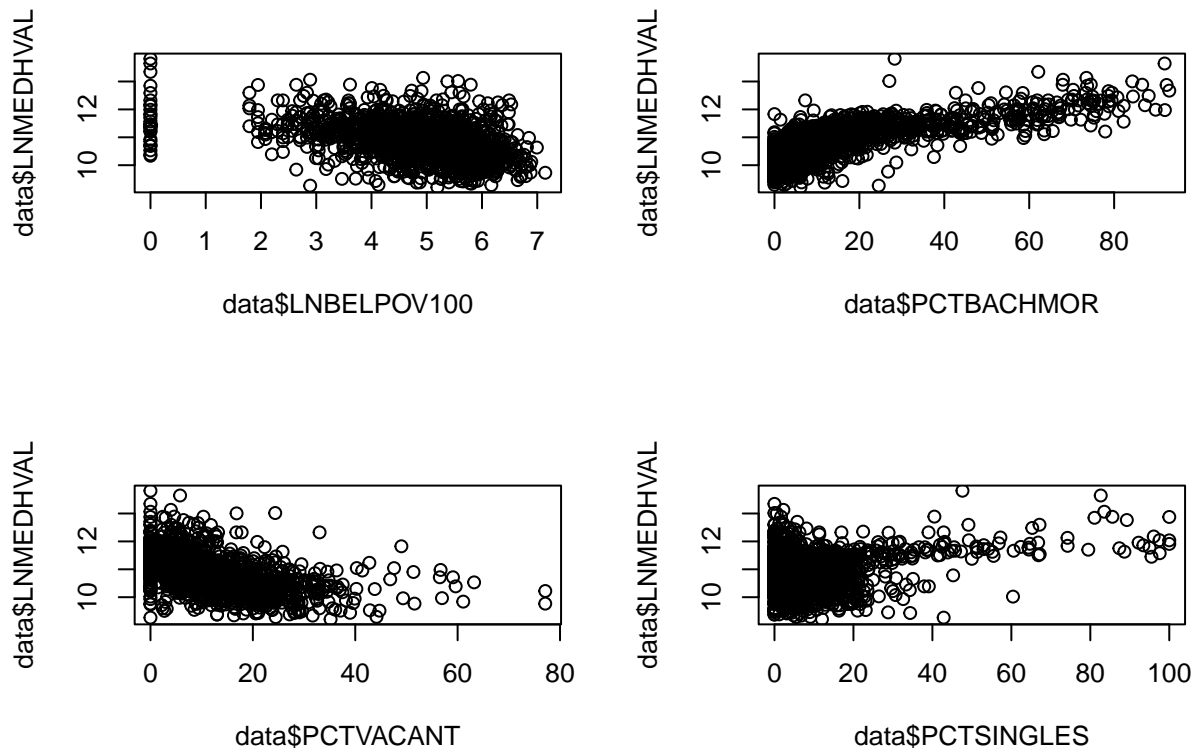 data$LNMEDHVAL
10 12
0 1 2 3 4 5 6 7
data$LNBELPOV100
data$LNMEDHVAL
10 12
0 20 40 60 80
data$PCTBACHMOR
data$LNMEDHVAL
10 12
0 20 40 60 80
data$PCTVACANT
data$LNMEDHVAL
10 12
0 20 40 60 80 100
data$PCTSINGLES